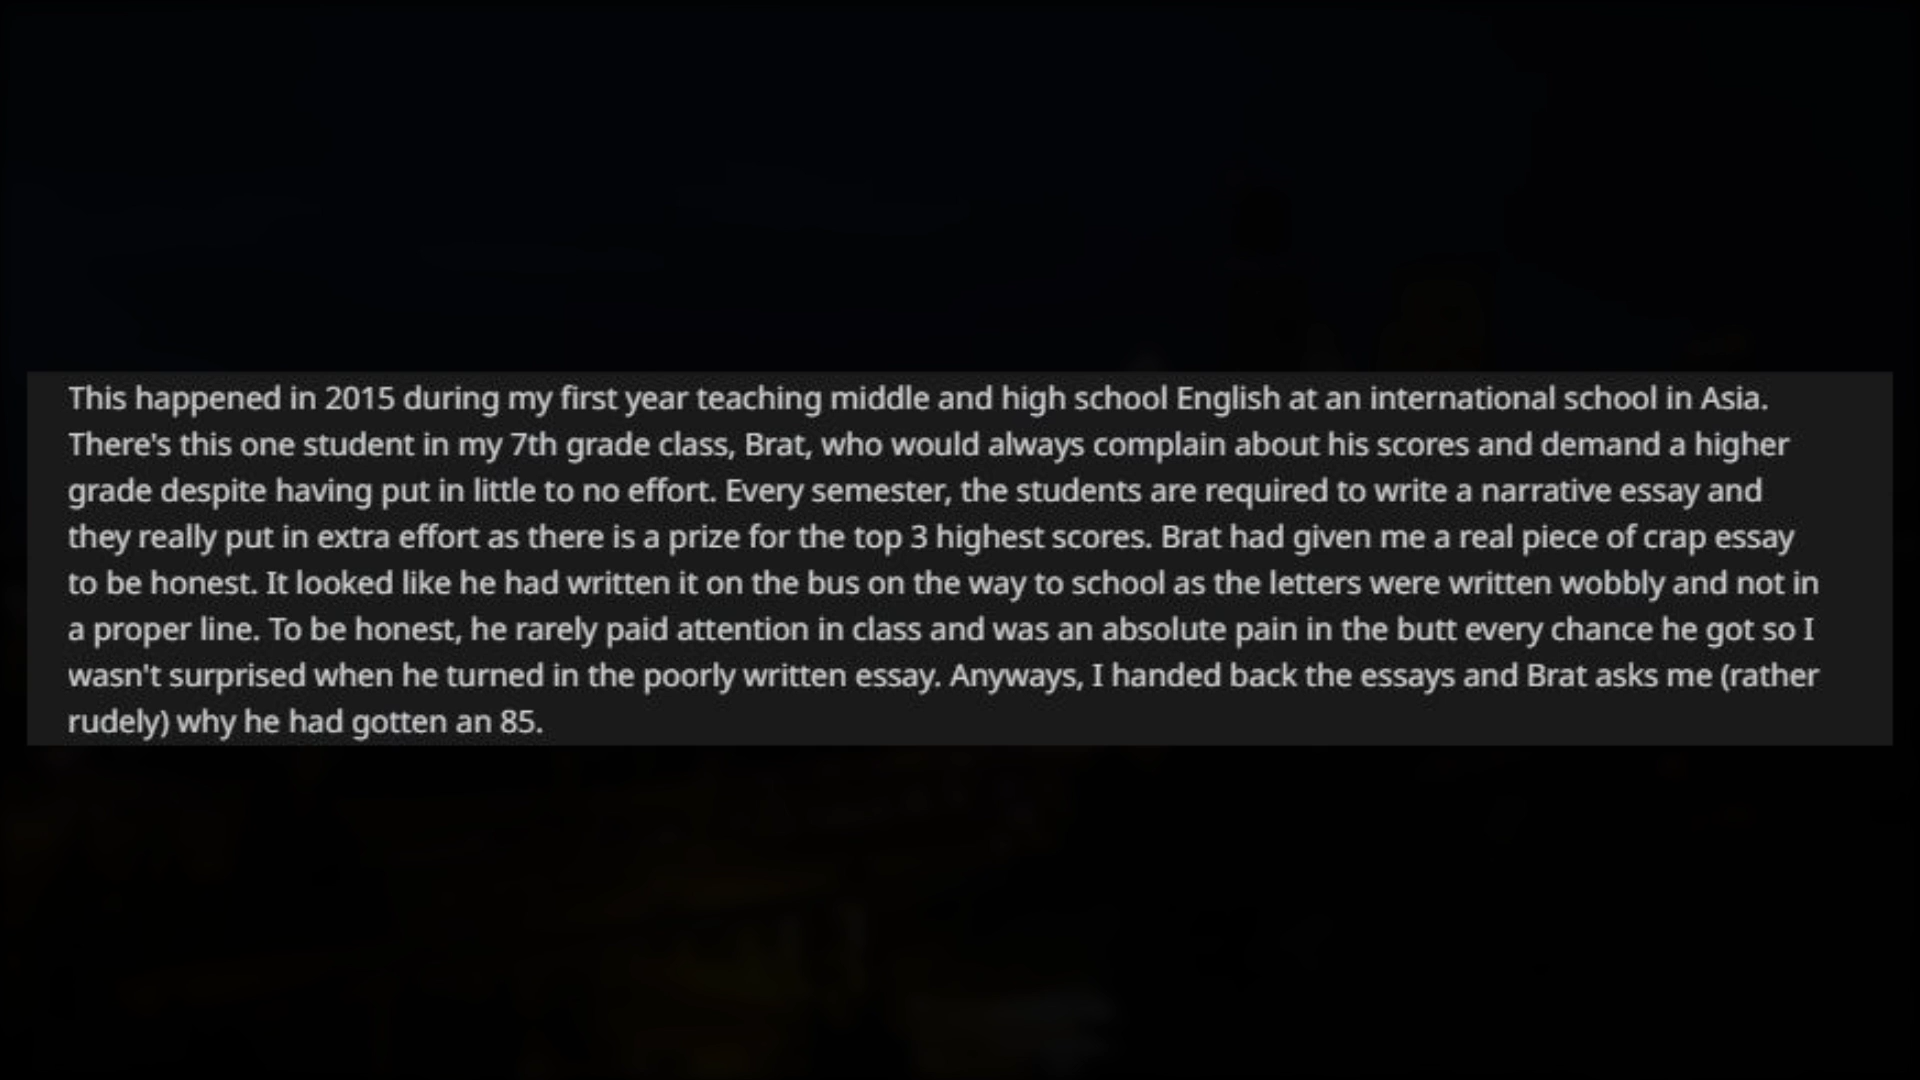 This happened in 2015 during my first year teaching middle and high school English at an international school in Asia.
There's this one student in my 7th grade class, Brat, who would always complain about his scores and demand a higher
grade despite having put in little to no effort. Every semester, the students are required to write a narrative essay and
they really put in extra effort as there is a prize for the top 3 highest scores. Brat had given me a real piece of crap essay
to be honest. It looked like he had written it on the bus on the way to school as the letters were written wobbly and not in
a proper line. To be honest, he rarely paid attention in class and was an absolute pain in the butt every chance he got so I
wasn't surprised when he turned in the poorly written essay. Anyways, I handed back the essays and Brat asks me (rather
rudely) why he had gotten an 85.